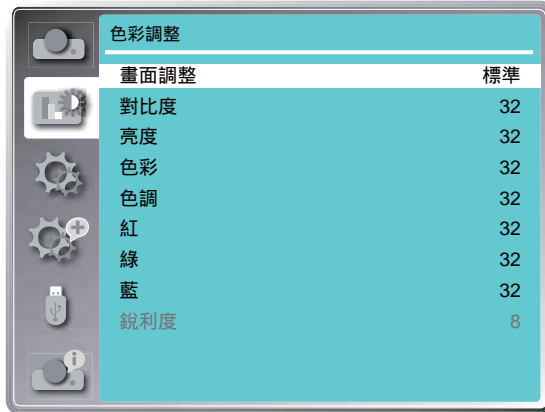 色彩調整
畫面調整 標準
對比度 32
亮度 32
色彩 32
色調 32
紅 32
綠 32
藍 32
銳利度 8